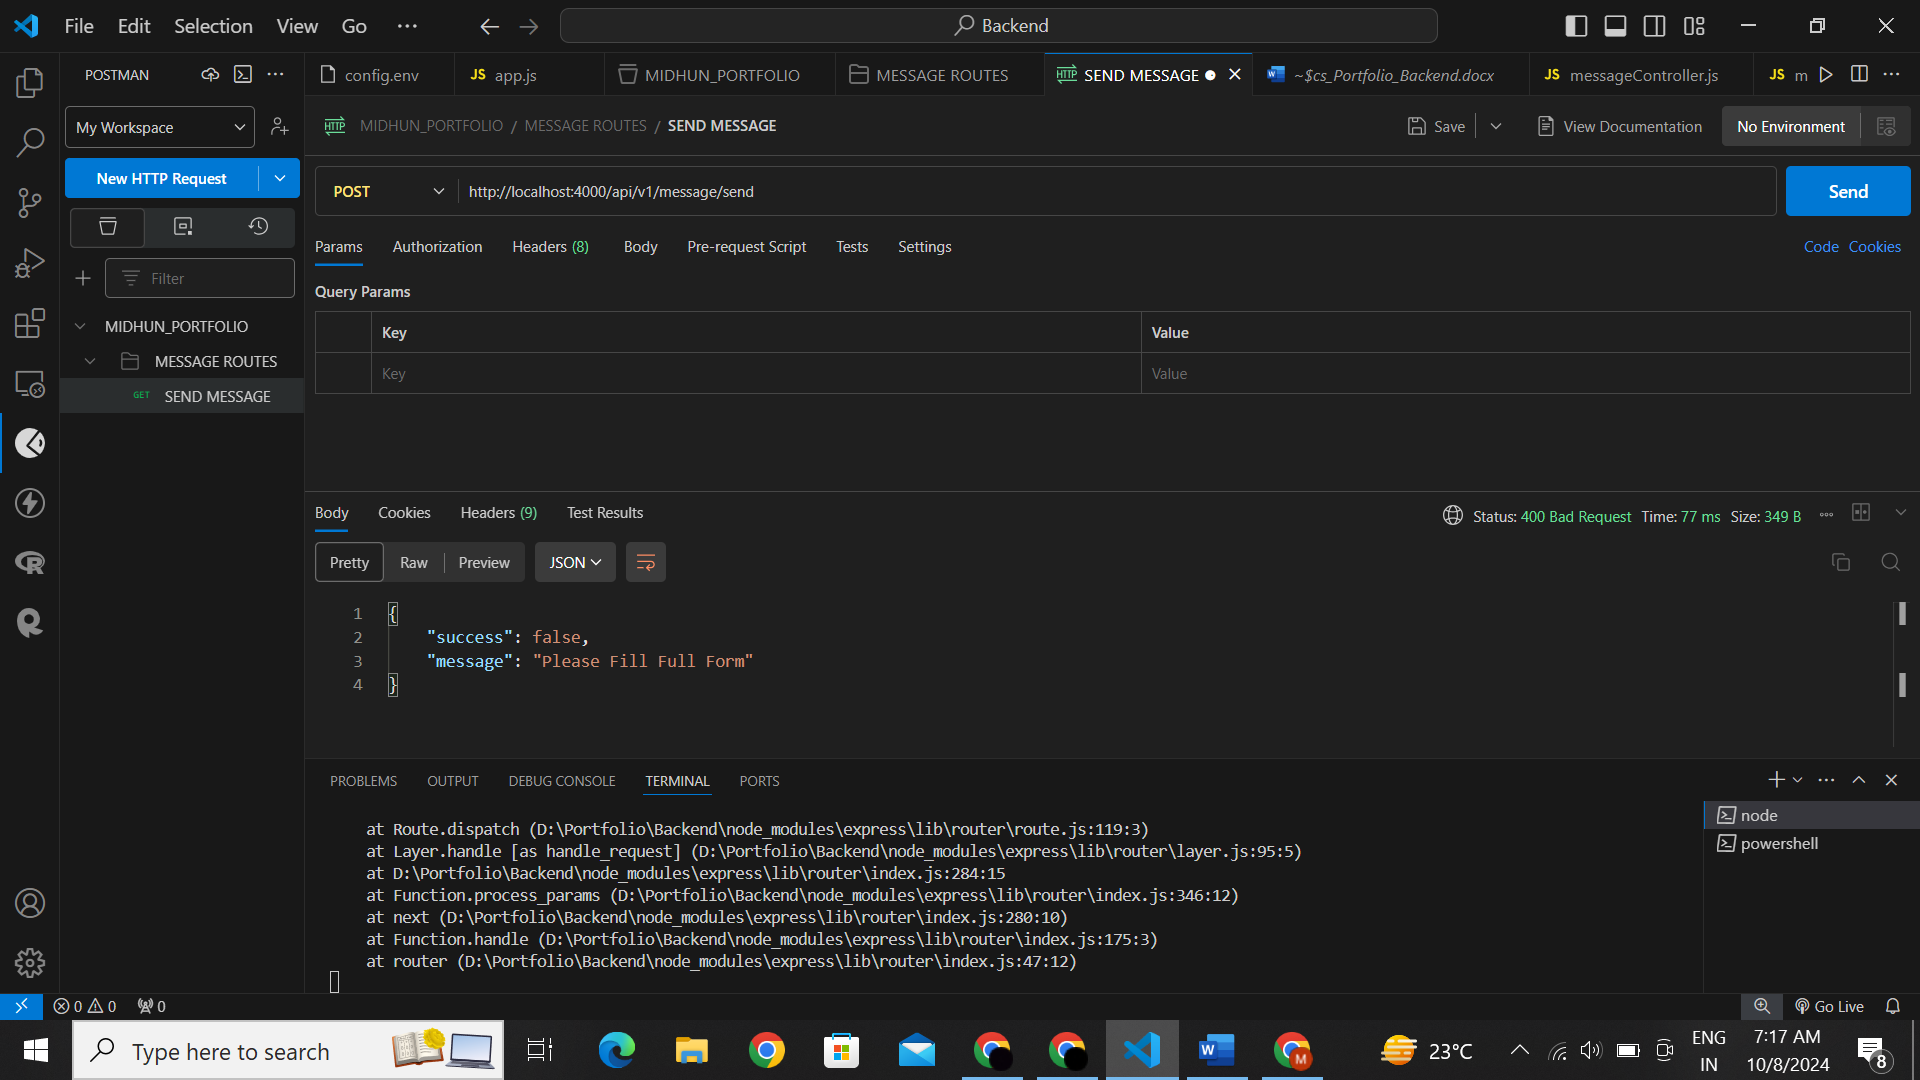 File Edit Selection View Go ··· Backend
POSTMAN
config.env JS app.js MIDHUN_PORTFOLIO MESSAGE ROUTES HTTP SEND MESSAGE ~$cs_Portfolio_Backend.docx JS messageController.js JS m
My Workspace
HTTP MIDHUN_PORTFOLIO / MESSAGE ROUTES / SEND MESSAGE Save View Documentation No Environment
New HTTP Request
POST http://localhost:4000/api/v1/message/send Send
Params Authorization Headers (8) Body Pre-request Script Tests Settings Code Cookies
Filter
Query Params
MIDHUN_PORTFOLIO
Key Value
MESSAGE ROUTES
Key Value
GET SEND MESSAGE
Body Cookies Headers (9) Test Results Status: 400 Bad Request Time: 77 ms Size: 349 B
Pretty Raw Preview JSON
1 {
2 "success": false,
3 "message": "Please Fill Full Form"
4 }
PROBLEMS OUTPUT DEBUG CONSOLE TERMINAL PORTS
at Route.dispatch (D:\Portfolio\Backend\node_modules\express\lib\router\route.js:119:3)
at Layer.handle [as handle_request] (D:\Portfolio\Backend\node_modules\express\lib\router\layer.js:95:5)
at D:\Portfolio\Backend\node_modules\express\lib\router\index.js:284:15
at Function.process_params (D:\Portfolio\Backend\node_modules\express\lib\router\index.js:346:12)
at next (D:\Portfolio\Backend\node_modules\express\lib\router\index.js:280:10)
at Function.handle (D:\Portfolio\Backend\node_modules\express\lib\router\index.js:175:3)
at router (D:\Portfolio\Backend\node_modules\express\lib\router\index.js:47:12)
node
powershell
0 0 0 Go Live
Type here to search
23°C
ENG
IN
7:17 AM
10/8/2024
8